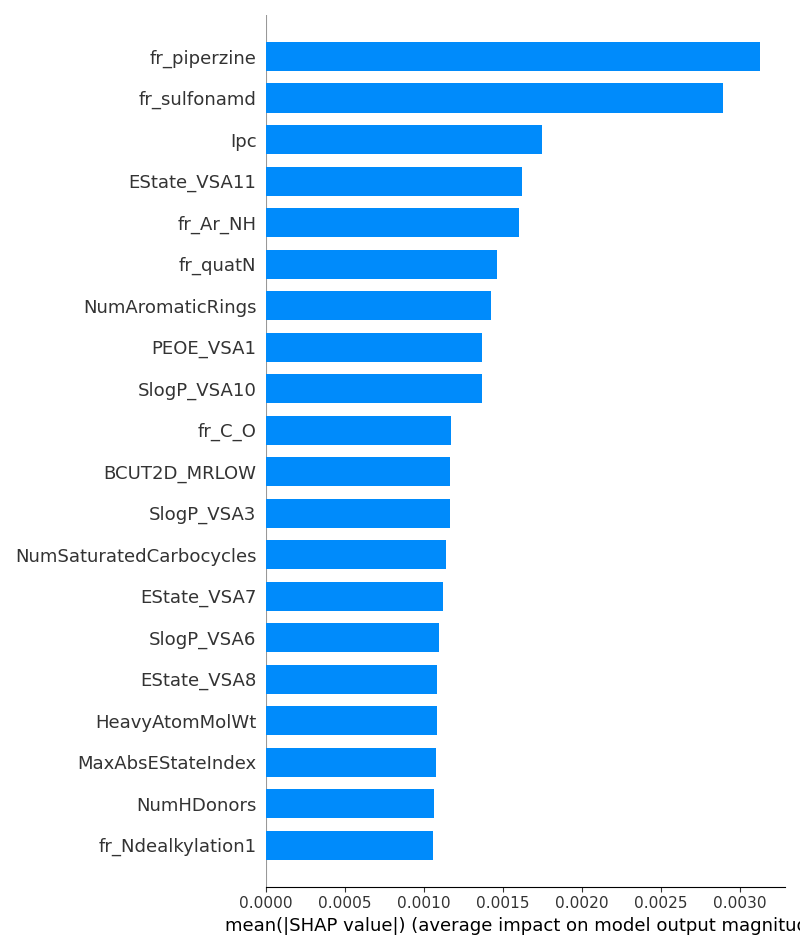 fr_piperzine
fr_sulfonamd
Ipc
EState_VSA11
fr_Ar_NH
fr_quatN
NumAromaticRings
PEOE_VSA1
SlogP_VSA10
fr_C_O
BCUT2D_MRLOW
SlogP_VSA3
NumSaturatedCarbocycles
EState_VSA7
SlogP_VSA6
EState_VSA8
HeavyAtomMolWt
MaxAbsEStateIndex
NumHDonors
fr_Ndealkylation1
0.0000 0.0005 0.0010 0.0015 0.0020 0.0025 0.0030
mean(|SHAP value|) (average impact on model output